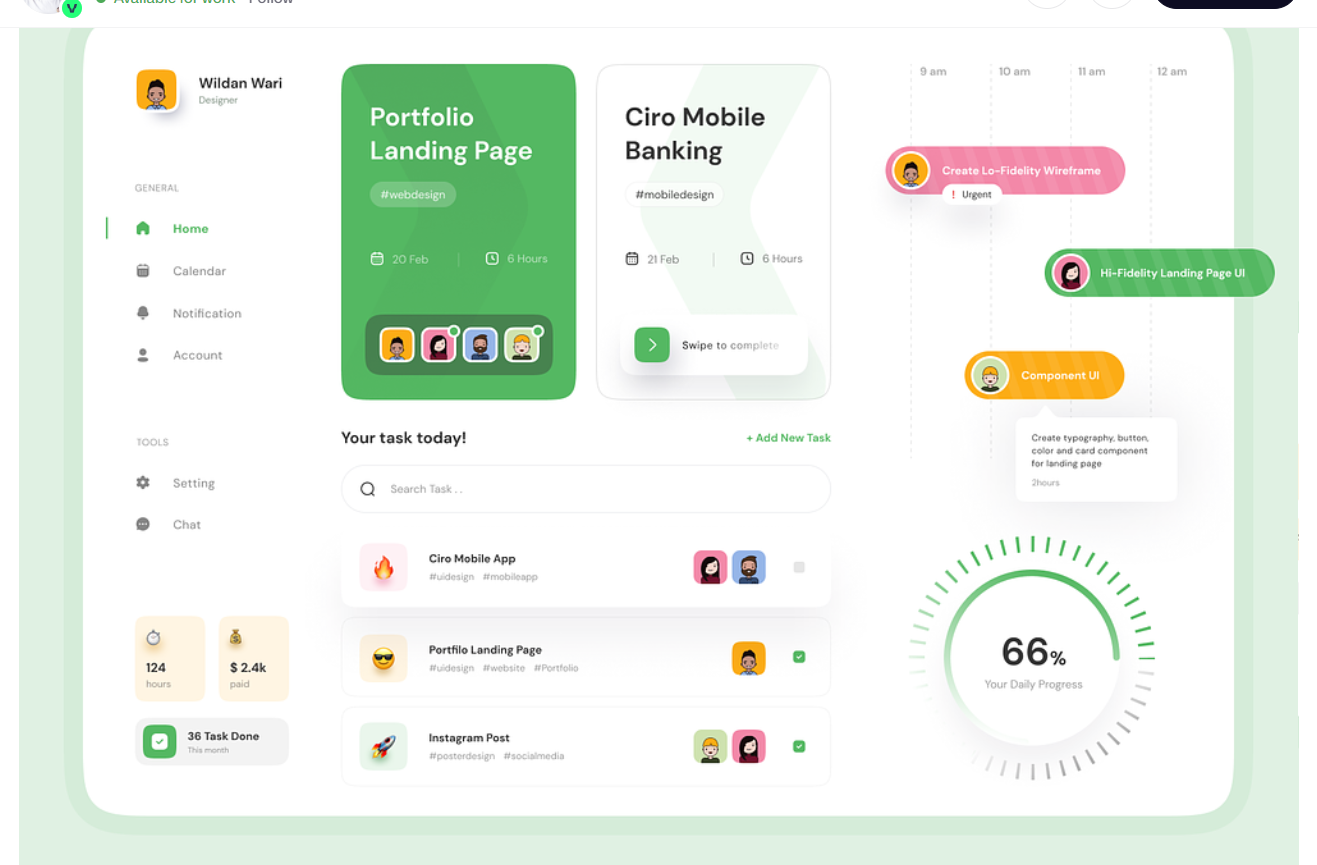 Available for work Follow
Wildan Wari
Designer
GENERAL
Home
Calendar
Notification
Account
TOOLS
Setting
Chat
124
hours
$ 2.4k
paid
36 Task Done
This month
Portfolio
Landing Page
#webdesign
20 Feb | 6 Hours
Ciro Mobile
Banking
#mobiledesign
21 Feb | 6 Hours
Swipe to complete
Your task today!
+ Add New Task
Search Task . .
Ciro Mobile App
#uidesign #mobileapp
Portfilo Landing Page
#uidesign #website #Portfolio
Instagram Post
#posterdesign #socialmedia
9 am 10 am 11 am 12 am
Create Lo-Fidelity Wireframe
! Urgent
Hi-Fidelity Landing Page UI
Component UI
Create typography, button,
color and card component
for landing page
2hours
66%
Your Daily Progress